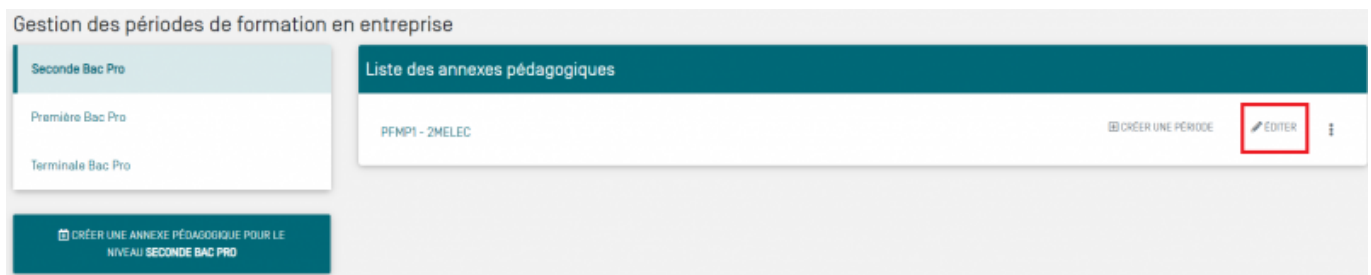 Gestion des périodes de formation en entreprise
Seconde Bac Pro
Première Bac Pro
Terminale Bac Pro
CRÉER UNE ANNEXE PÉDAGOGIQUE POUR LE
NIVEAU SECONDE BAC PRO
Liste des annexes pédagogiques
PFMP1 - 2MELEC
CRÉER UNE PÉRIODE
ÉDITER